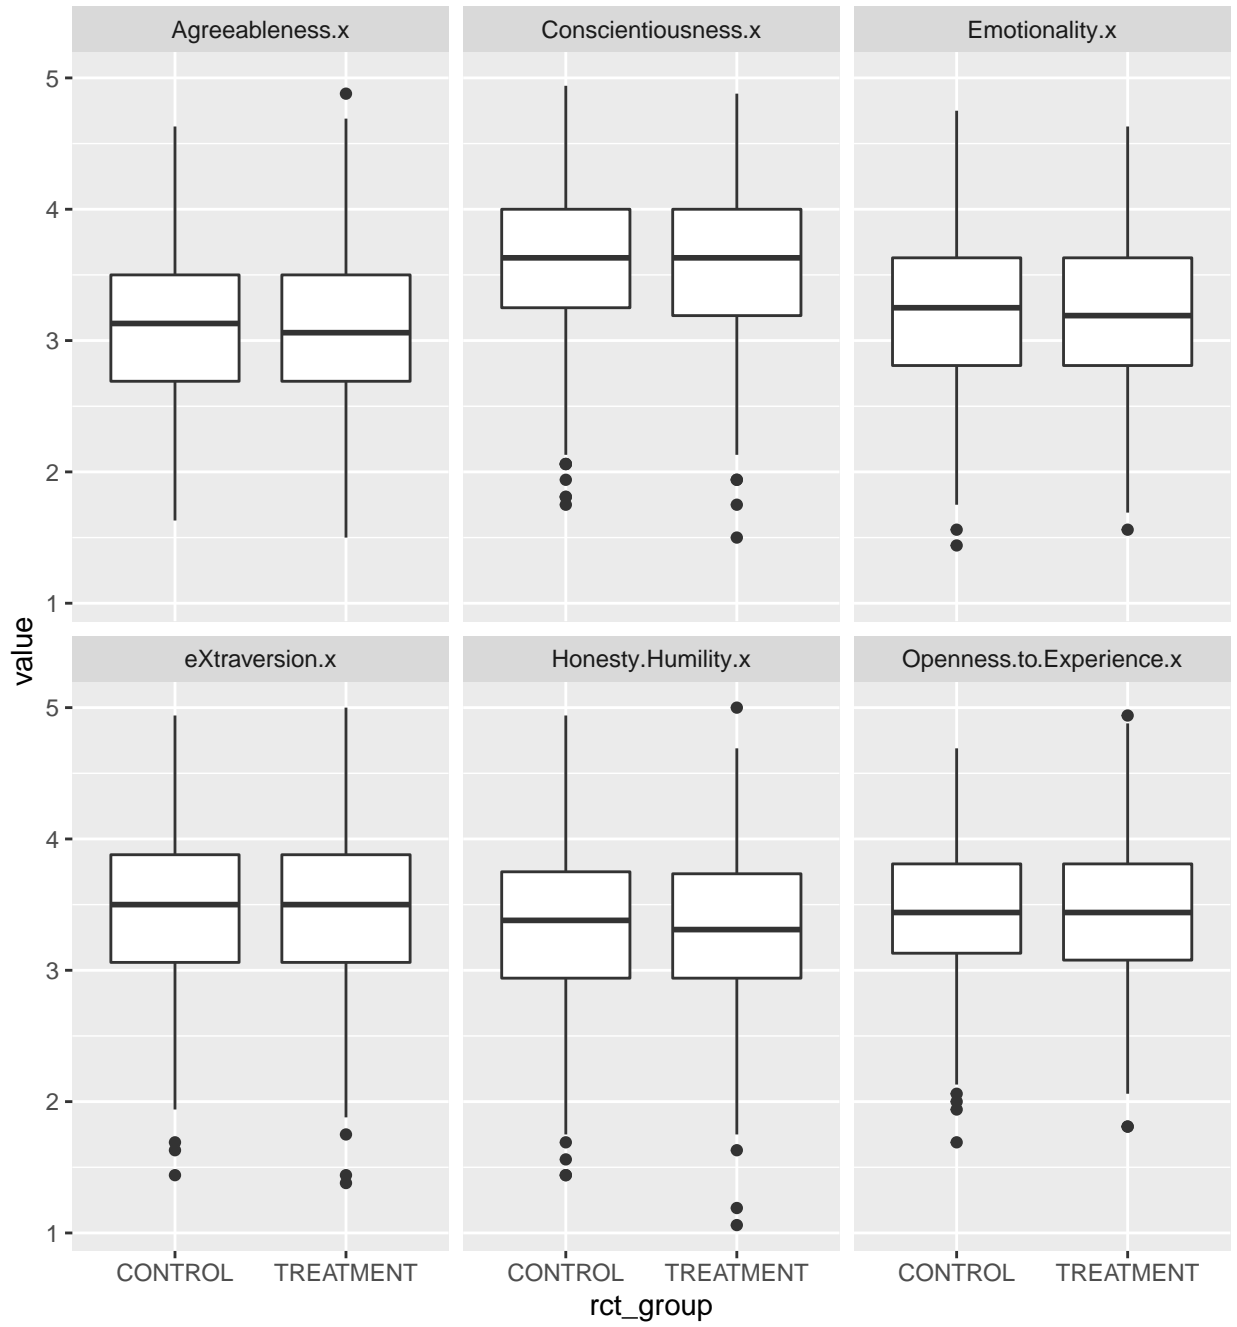 Agreeableness.x
Conscientiousness.x
Emotionality.x
5
4
3
2
1
value
eXtraversion.x
Honesty.Humility.x
Openness.to.Experience.x
5
4
3
2
1
CONTROL TREATMENT
CONTROL TREATMENT
CONTROL TREATMENT
rct_group